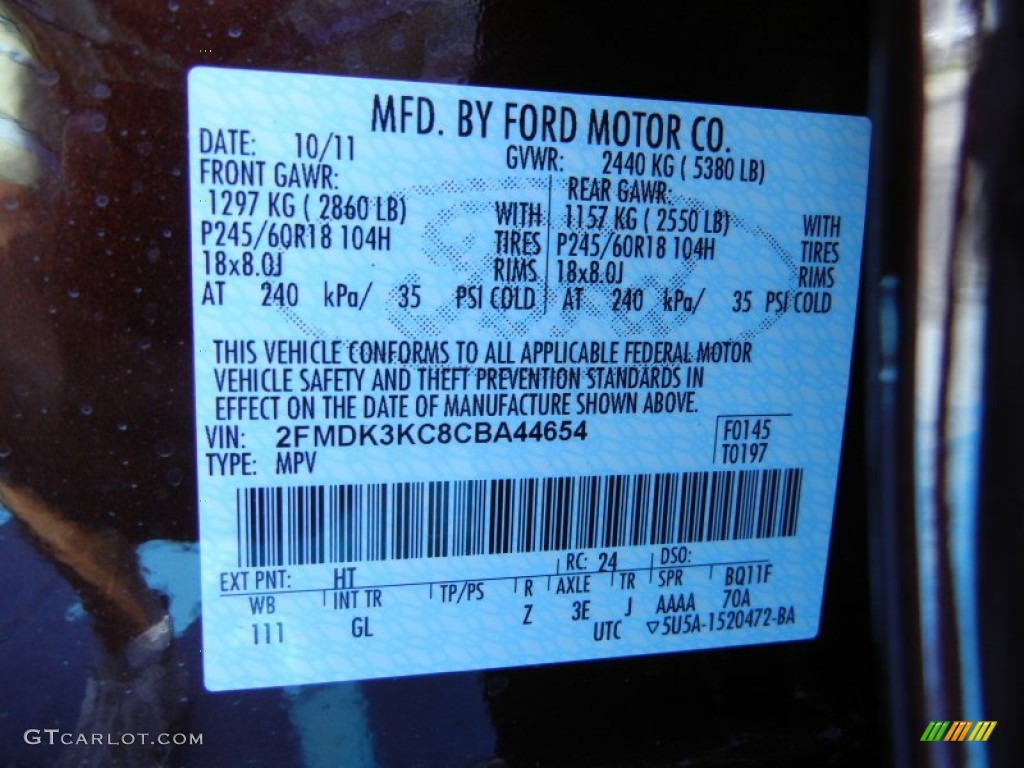 MFD. BY FORD MOTOR CO.
DATE: 10/11 GVWR: 2440 KG ( 5380 LB)
FRONT GAWR: REAR GAWR:
1297 KG ( 2860 LB) WITH 1157 KG ( 2550 LB) WITH
P245/60R18 104H TIRES P245/60R18 104H TIRES
18x8.0J RIMS 18x8.0J RIMS
AT 240 kPa/ 35 PSI COLD AT 240 kPa/ 35 PSI COLD
THIS VEHICLE CONFORMS TO ALL APPLICABLE FEDERAL MOTOR
VEHICLE SAFETY AND THEFT PREVENTION STANDARDS IN
EFFECT ON THE DATE OF MANUFACTURE SHOWN ABOVE.
VIN: 2FMDK3KC8CBA44654 F0145
TYPE: MPV T0197
EXT PNT: HT RC: 24 DSO:
WB INT TR TP/PS R AXLE TR SPR BQ11F
111 GL Z 3E J AAAA 70A
UTC ▽5U5A-1520472-BA
Ford
GTCARLOT.COM